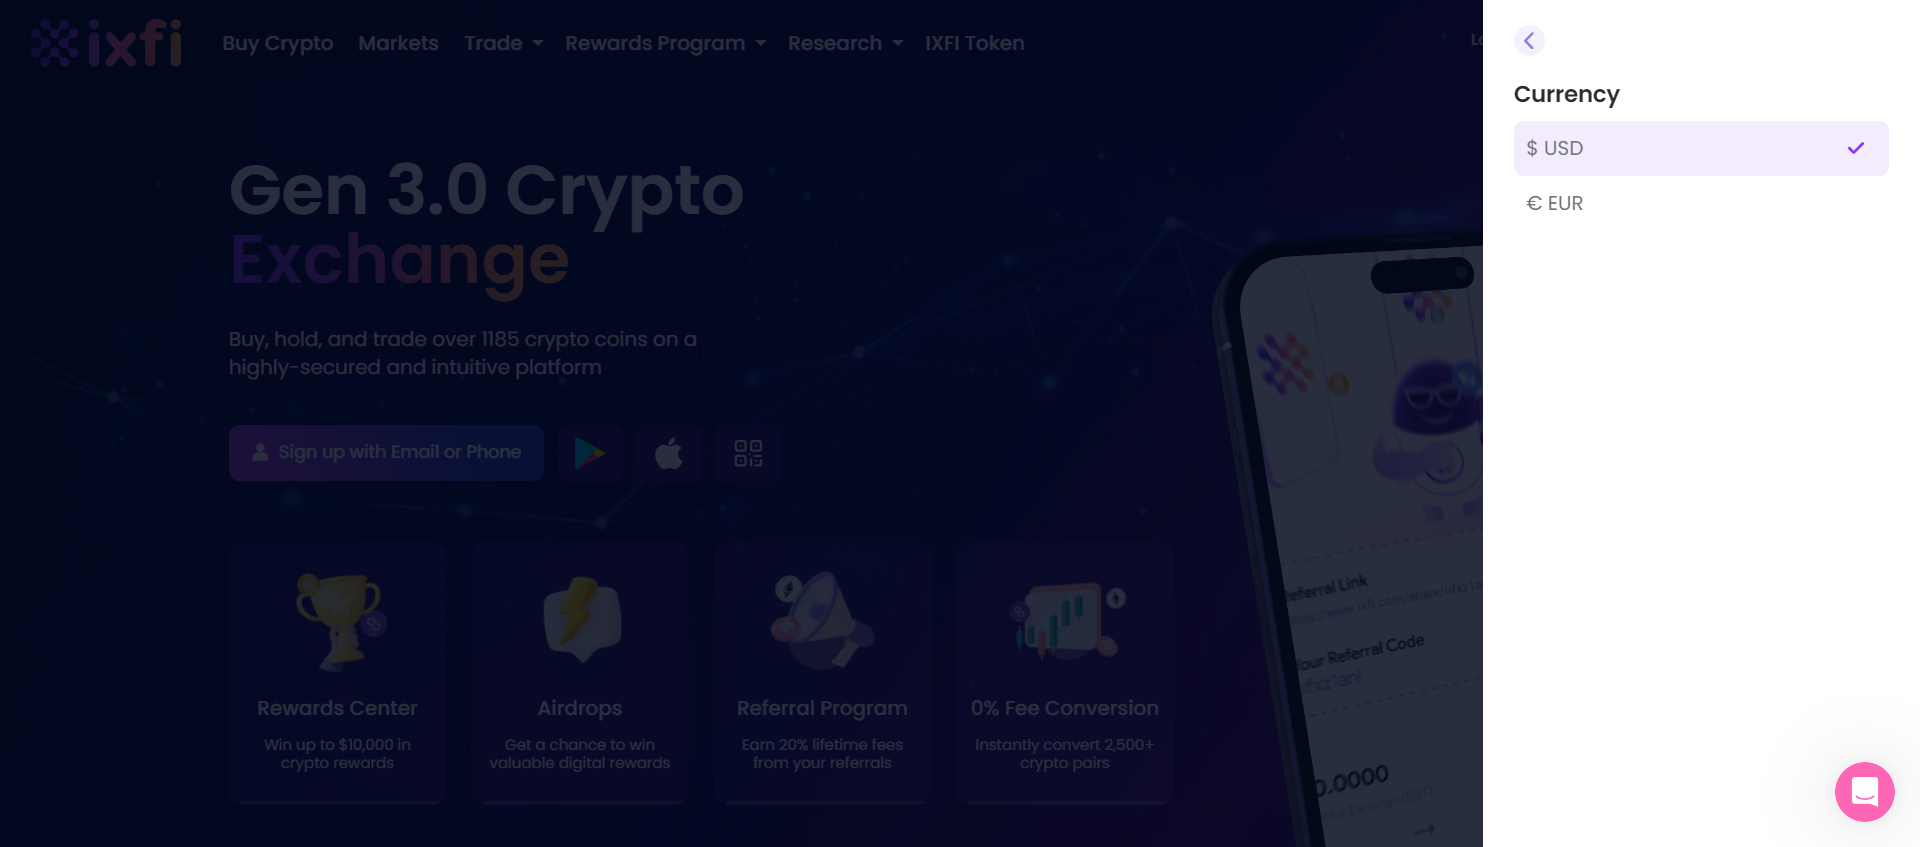 ixfi
Buy Crypto
Markets
Trade
Rewards Program
Research
IXFI Token
Gen 3.0 Crypto
Exchange
Buy, hold, and trade over 1185 crypto coins on a
highly-secured and intuitive platform
Sign up with Email or Phone
Rewards Center
Win up to $10,000 in
crypto rewards
Airdrops
Get a chance to win
valuable digital rewards
Referral Program
Earn 20% lifetime fees
from your referrals
0% Fee Conversion
Instantly convert 2,500+
crypto pairs
Referral Link
Your Referral Code
ufxz1anl
0.0000
Currency
$ USD
€ EUR